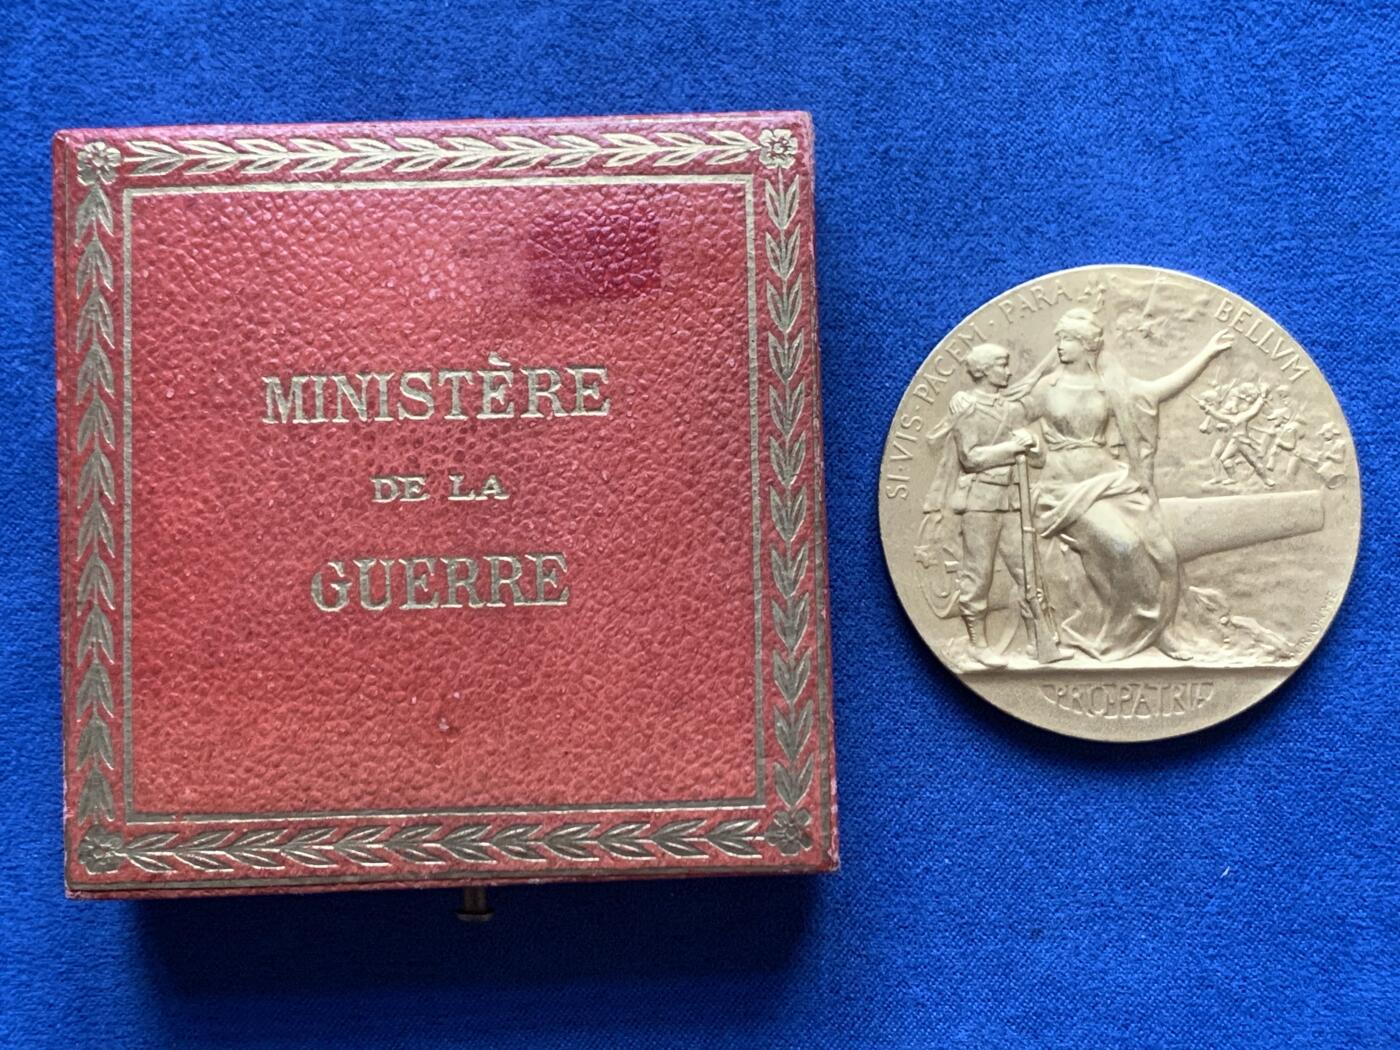 MINISTÈRE
DE LA
GUERRE
SI·VIS·PACEM·PARA BELLVM
PRO·PATRIA